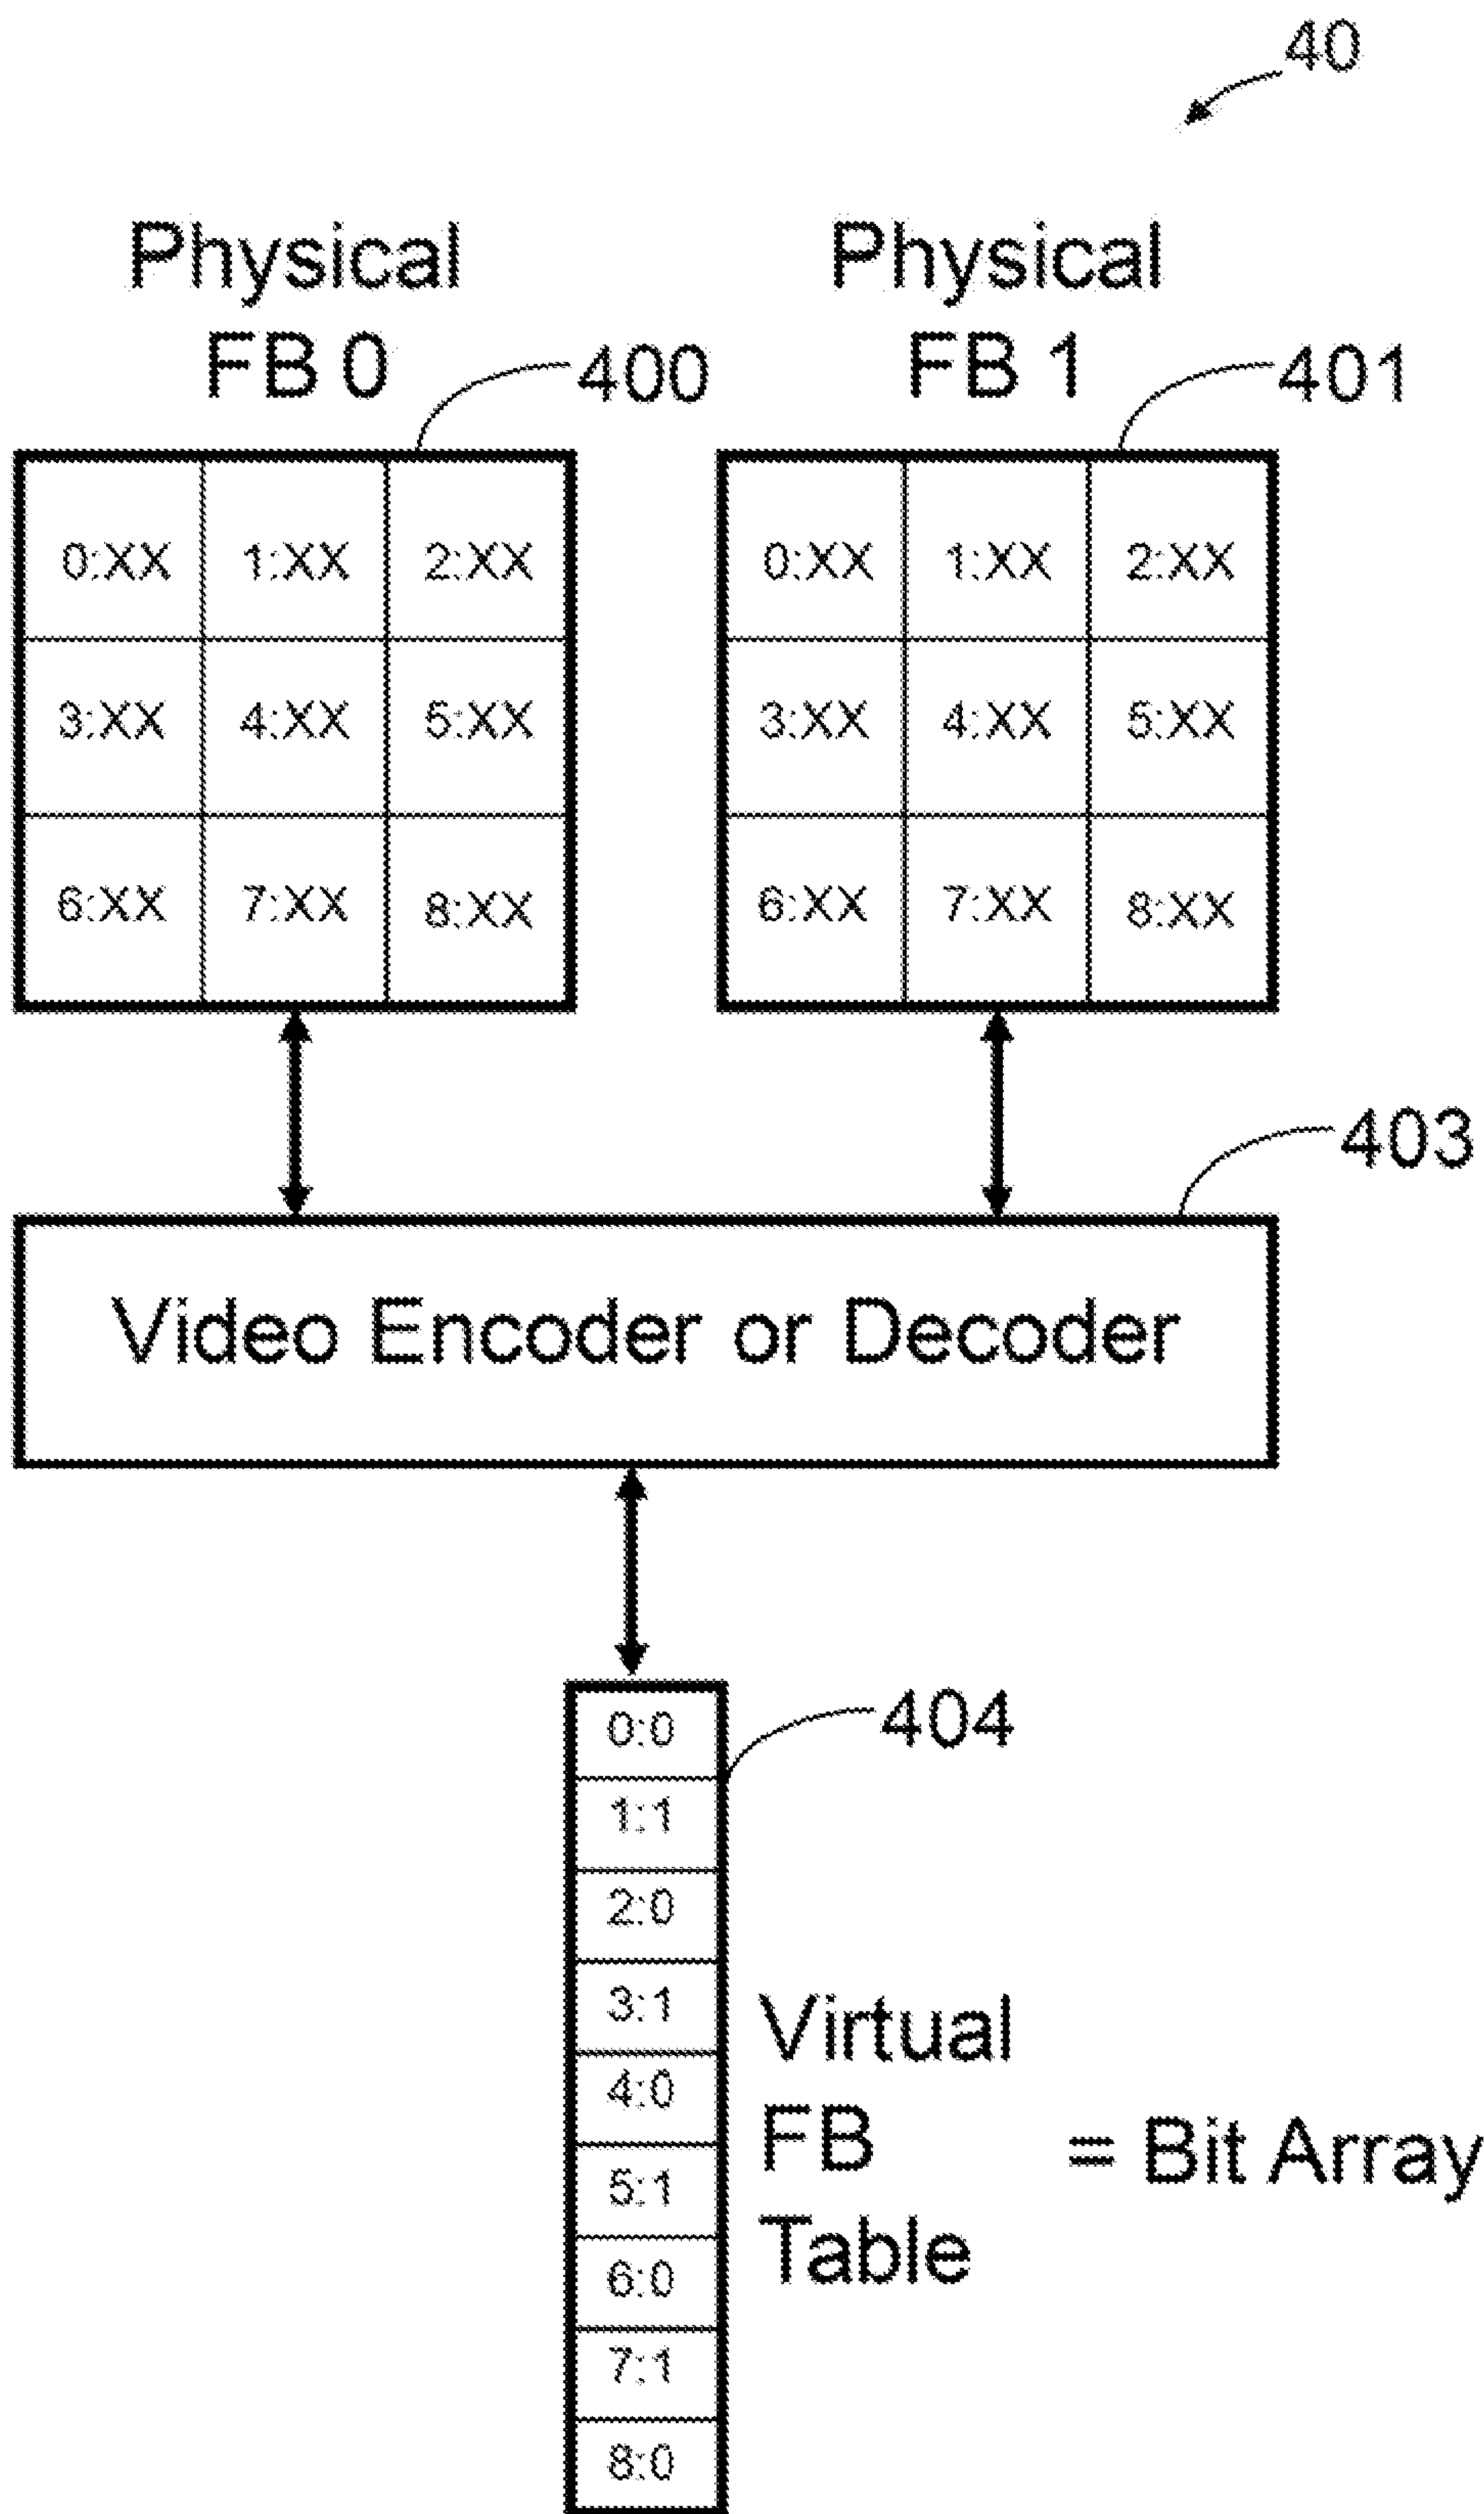 40
Physical
FB 0
400
Physical
FB 1
401
0:XX 1:XX 2:XX
3:XX 4:XX 5:XX
6:XX 7:XX 8:XX
0:XX 1:XX 2:XX
3:XX 4:XX 5:XX
6:XX 7:XX 8:XX
403
Video Encoder or Decoder
404
0:0
1:1
2:0
3:1
4:0
5:1
6:0
7:1
8:0
Virtual
FB
Table
= Bit Array